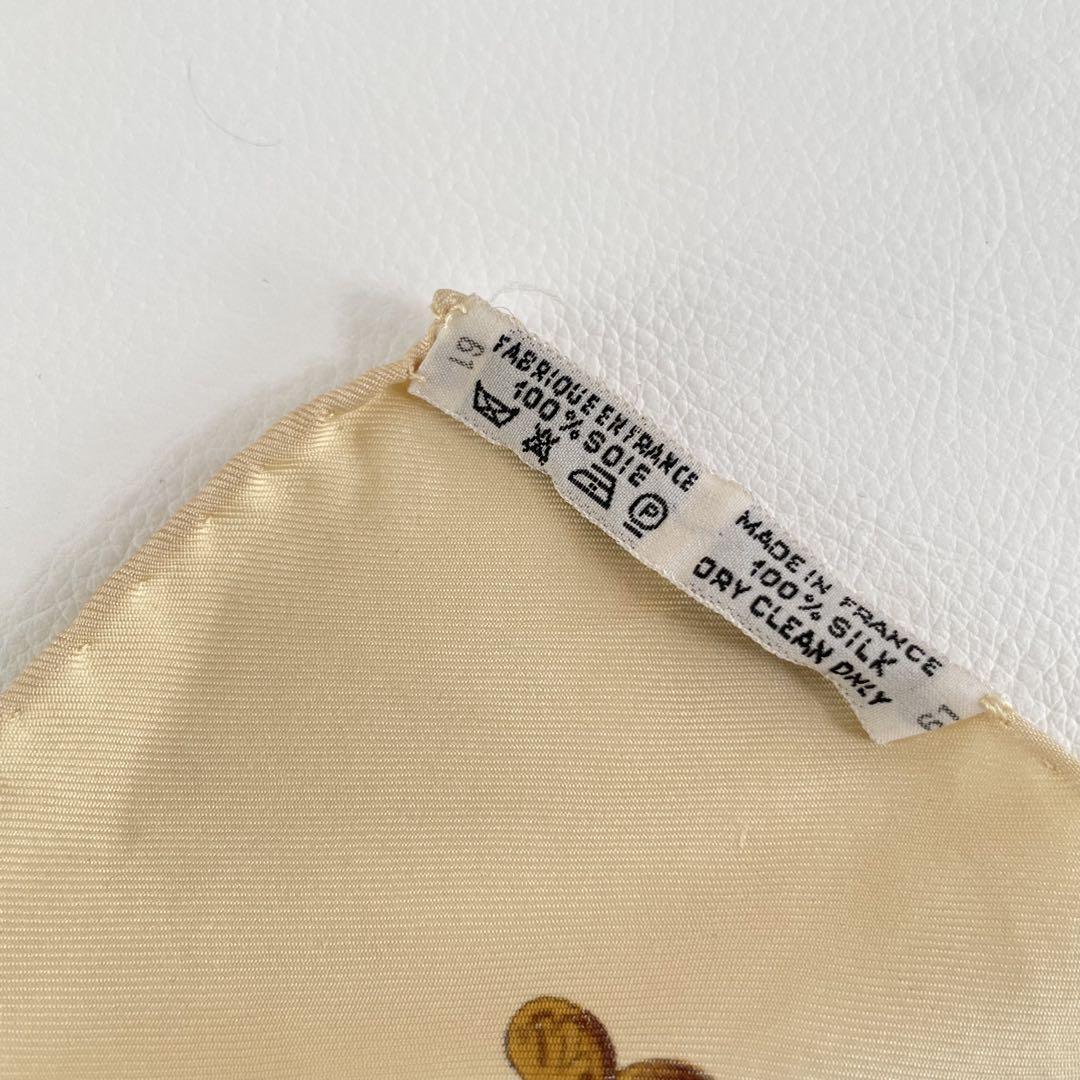 FABRIQUE EN FRANCE
100% SOIE
P
MADE IN FRANCE
100% SILK
DRY CLEAN ONLY